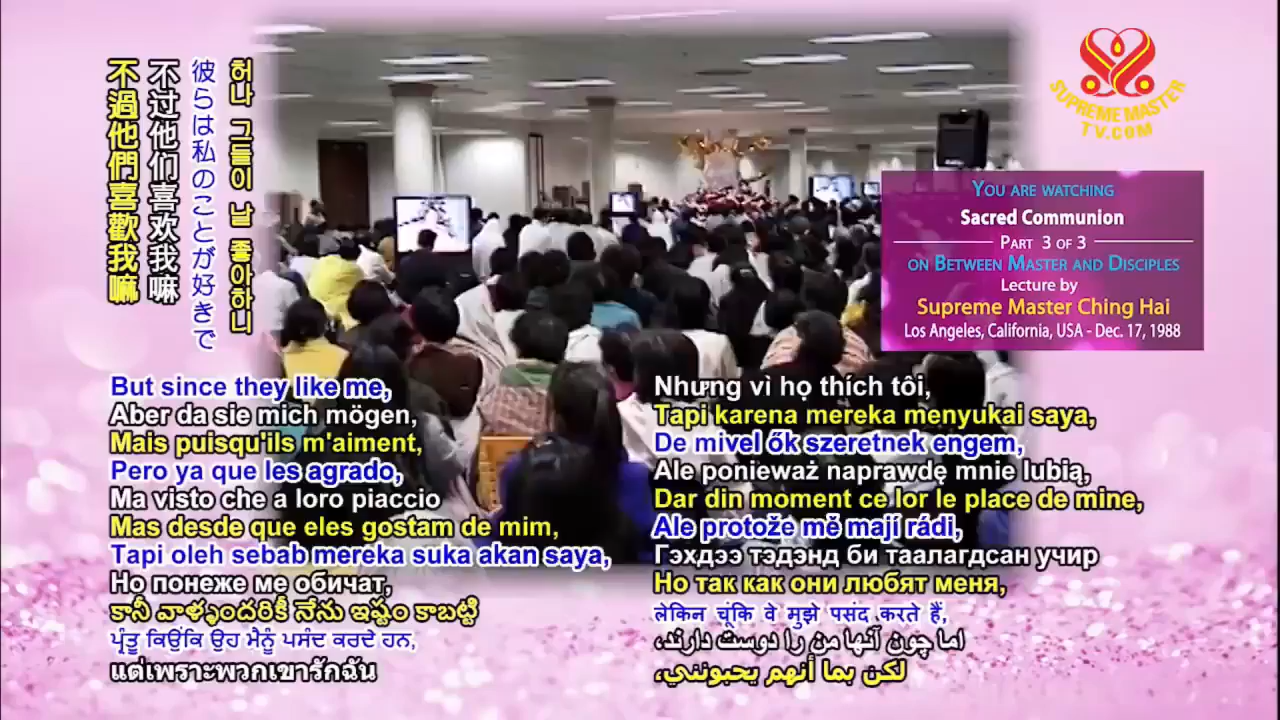 不過他們喜歡我嘛
不过他们喜欢我嘛
彼らは私のことが好きで
허나 그들이 날 좋아하니
SUPREME MASTER
TV.COM
YOU ARE WATCHING
Sacred Communion
PART 3 OF 3
ON BETWEEN MASTER AND DISCIPLES
Lecture by
Supreme Master Ching Hai
Los Angeles, California, USA - Dec. 17, 1988
But since they like me,
Aber da sie mich mögen,
Mais puisqu'ils m'aiment,
Pero ya que les agrado,
Ma visto che a loro piaccio
Mas desde que eles gostam de mim,
Tapi oleh sebab mereka suka akan saya,
Но понеже ме обичат,
కానీ వాళ్ళందరికీ నేను ఇష్టం కాబట్టి
ਪ੍ਰੰਤੂ ਕਿਉਂਕਿ ਉਹ ਮੈਨੂੰ ਪਸੰਦ ਕਰਦੇ ਹਨ,
แต่เพราะพวกเขารักฉัน
Nhưng vì họ thích tôi,
Tapi karena mereka menyukai saya,
De mivel ők szeretnek engem,
Ale ponieważ naprawdę mnie lubią,
Dar din moment ce lor le place de mine,
Ale protože mě mají rádi,
Гэхдээ тэдэнд би таалагдсан учир
Но так как они любят меня,
लेकिन चूंकि वे मुझे पसंद करते हैं,
اما چون آنها من را دوست دارند،
لكن بما أنهم يحبونني،